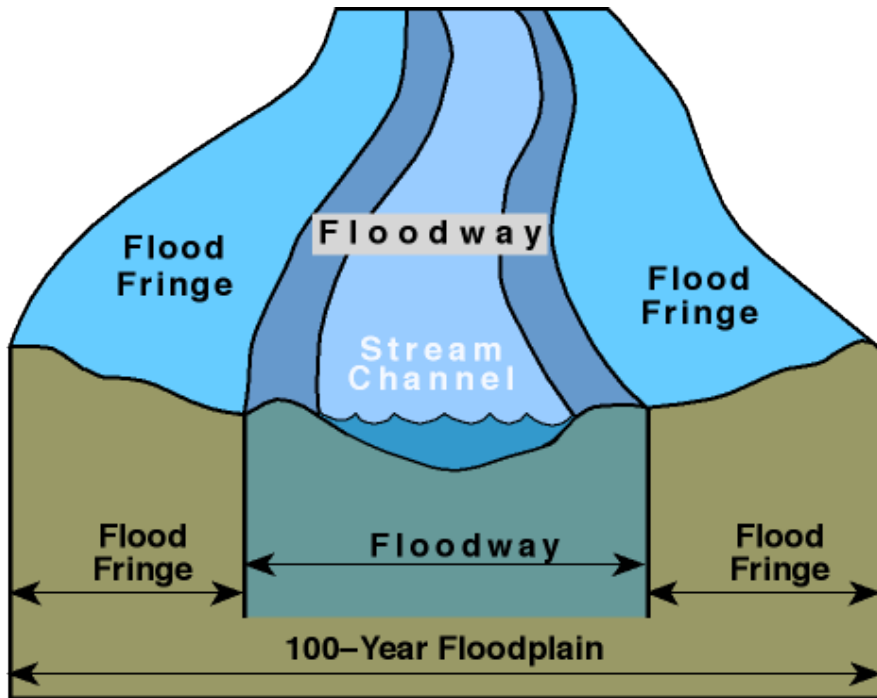 Floodway
Flood
Fringe
Flood
Fringe
Stream
Channel
Flood
Fringe
Floodway
Flood
Fringe
100–Year Floodplain